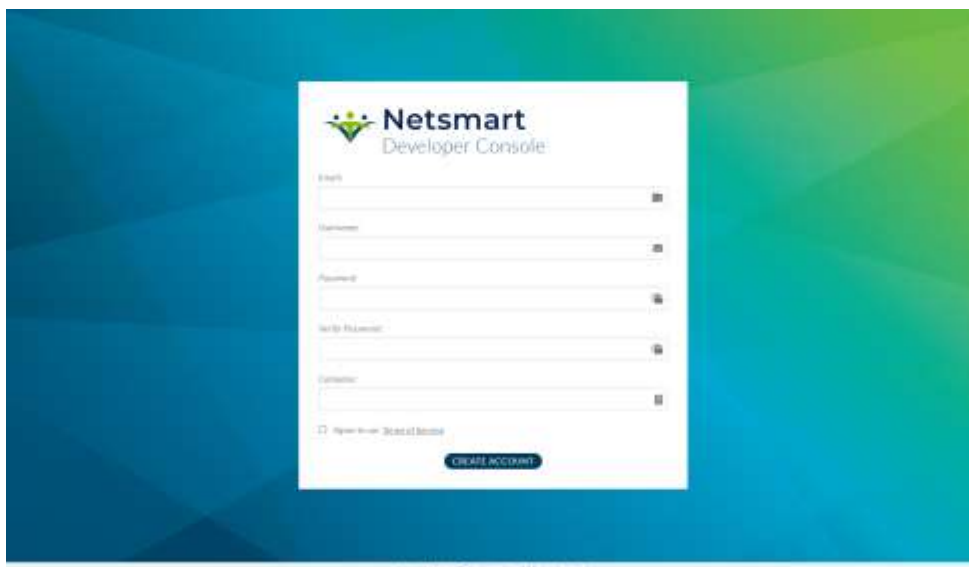 Netsmart
Developer Console
Email
Username
Password
Verify Password
Company
Agree to our Terms of Service
CREATE ACCOUNT